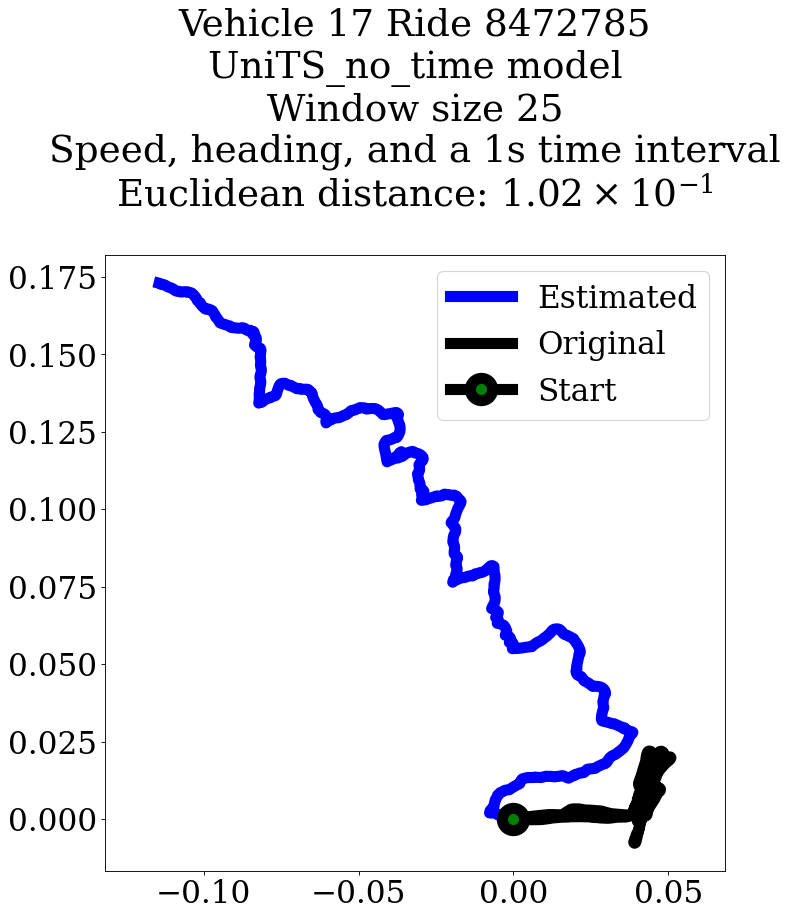 Vehicle 17 Ride 8472785
UniTS_no_time model
Window size 25
Speed, heading, and a 1s time interval
Euclidean distance: 1.02 × 10⁻¹
0.175
0.150
0.125
0.100
0.075
0.050
0.025
0.000
Estimated
Original
Start
−0.10 −0.05 0.00 0.05